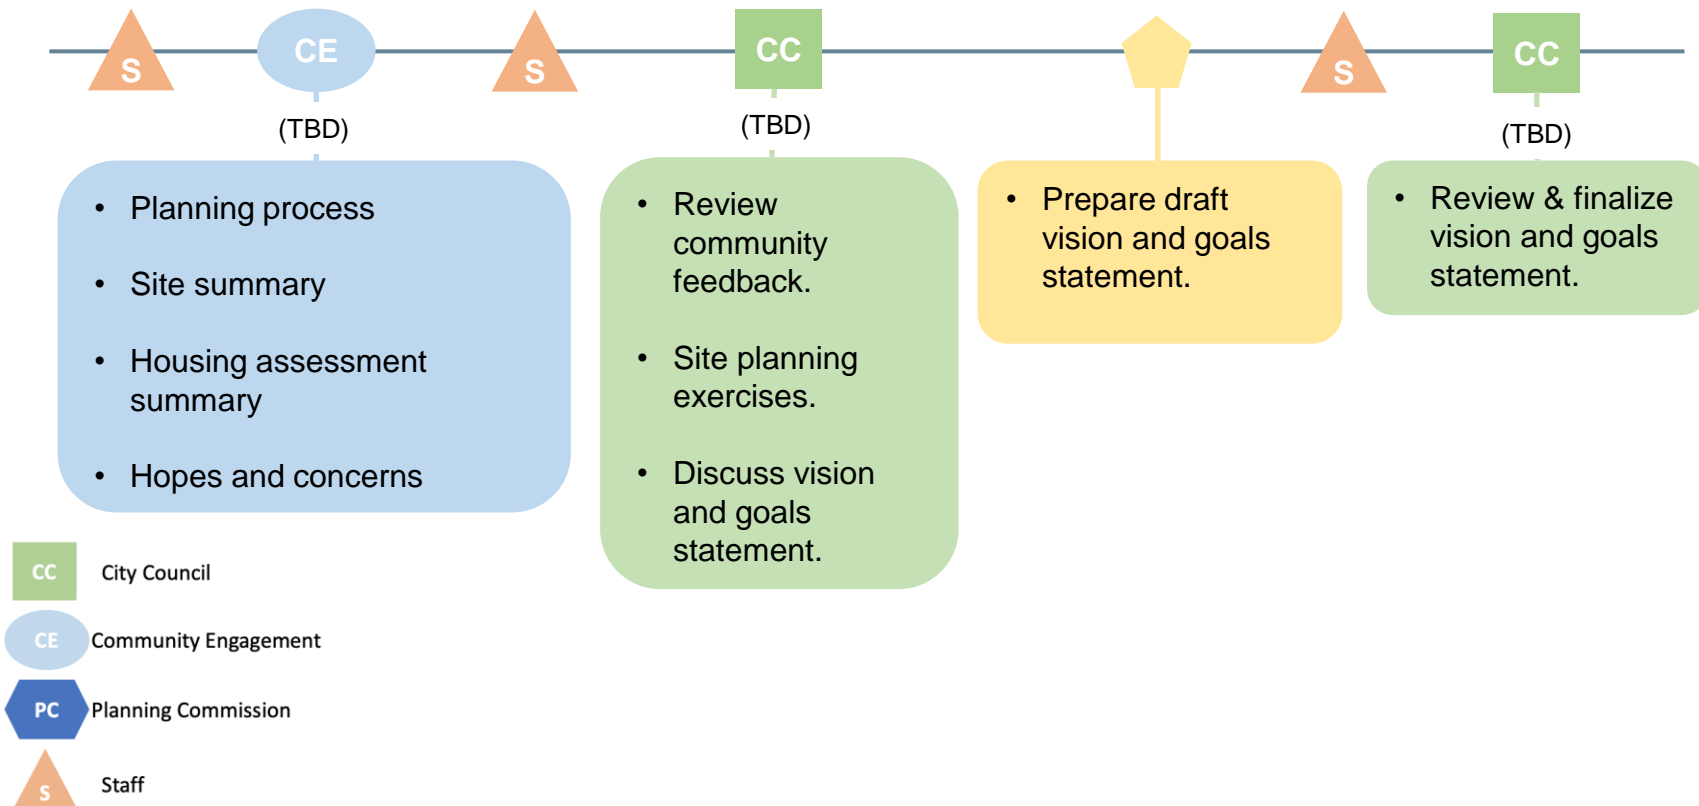 S
CE
S
CC
S
CC
(TBD)
(TBD)
(TBD)
• Planning process
• Site summary
• Housing assessment
summary
• Hopes and concerns
• Review
community
feedback.
• Site planning
exercises.
• Discuss vision
and goals
statement.
• Prepare draft
vision and goals
statement.
• Review & finalize
vision and goals
statement.
CC City Council
CE Community Engagement
PC Planning Commission
S Staff